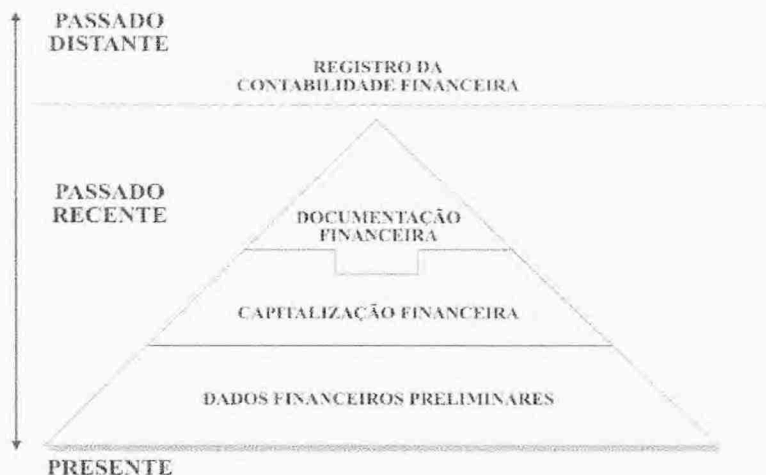 PASSADO
DISTANTE
REGISTRO DA
CONTABILIDADE FINANCEIRA
PASSADO
RECENTE
DOCUMENTAÇÃO
FINANCEIRA
CAPITALIZAÇÃO FINANCEIRA
DADOS FINANCEIROS PRELIMINARES
PRESENTE